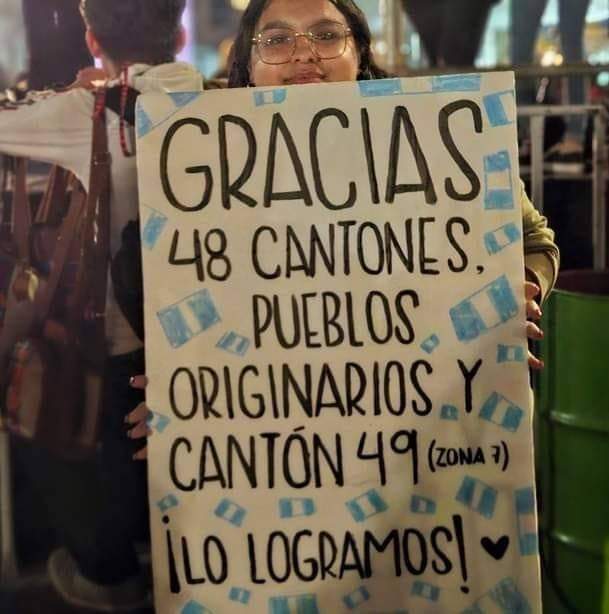 GRACIAS
48 CANTONES,
PUEBLOS
ORIGINARIOS Y
CANTÓN 49 (ZONA 7)
¡LO LOGRAMOS! ♥